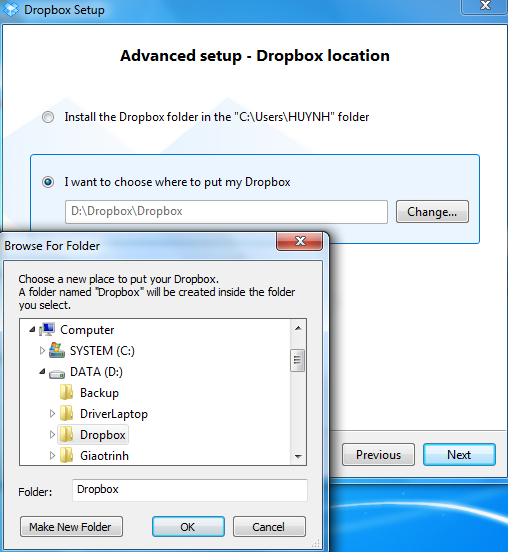 Dropbox Setup
Advanced setup - Dropbox location
Install the Dropbox folder in the "C:\Users\HUYNH" folder
I want to choose where to put my Dropbox
D:\Dropbox\Dropbox
Change...
Browse For Folder
Choose a new place to put your Dropbox.
A folder named "Dropbox" will be created inside the folder
you select.
Computer
SYSTEM (C:)
DATA (D:)
Backup
DriverLaptop
Dropbox
Giaotrinh
Folder: Dropbox
Make New Folder OK Cancel
Previous Next